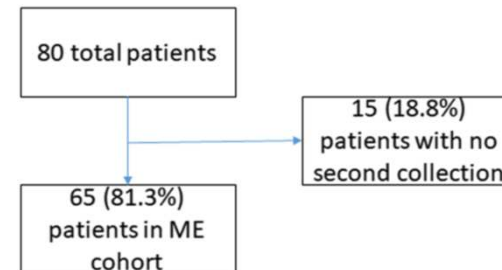 80 total patients
15 (18.8%)
patients with no
second collection
65 (81.3%)
patients in ME
cohort